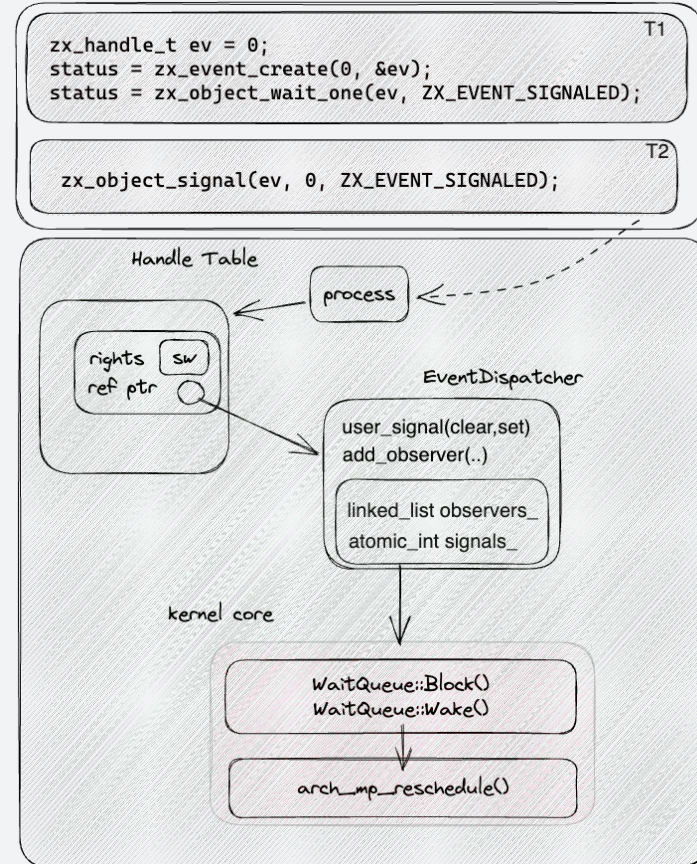 T1
zx_handle_t ev = 0;
status = zx_event_create(0, &ev);
status = zx_object_wait_one(ev, ZX_EVENT_SIGNALED);
T2
zx_object_signal(ev, 0, ZX_EVENT_SIGNALED);
Handle Table
process
rights sw
ref ptr
EventDispatcher
user_signal(clear,set)
add_observer(..)
linked_list observers_
atomic_int signals_
kernel core
WaitQueue::Block()
WaitQueue::Wake()
arch_mp_reschedule()